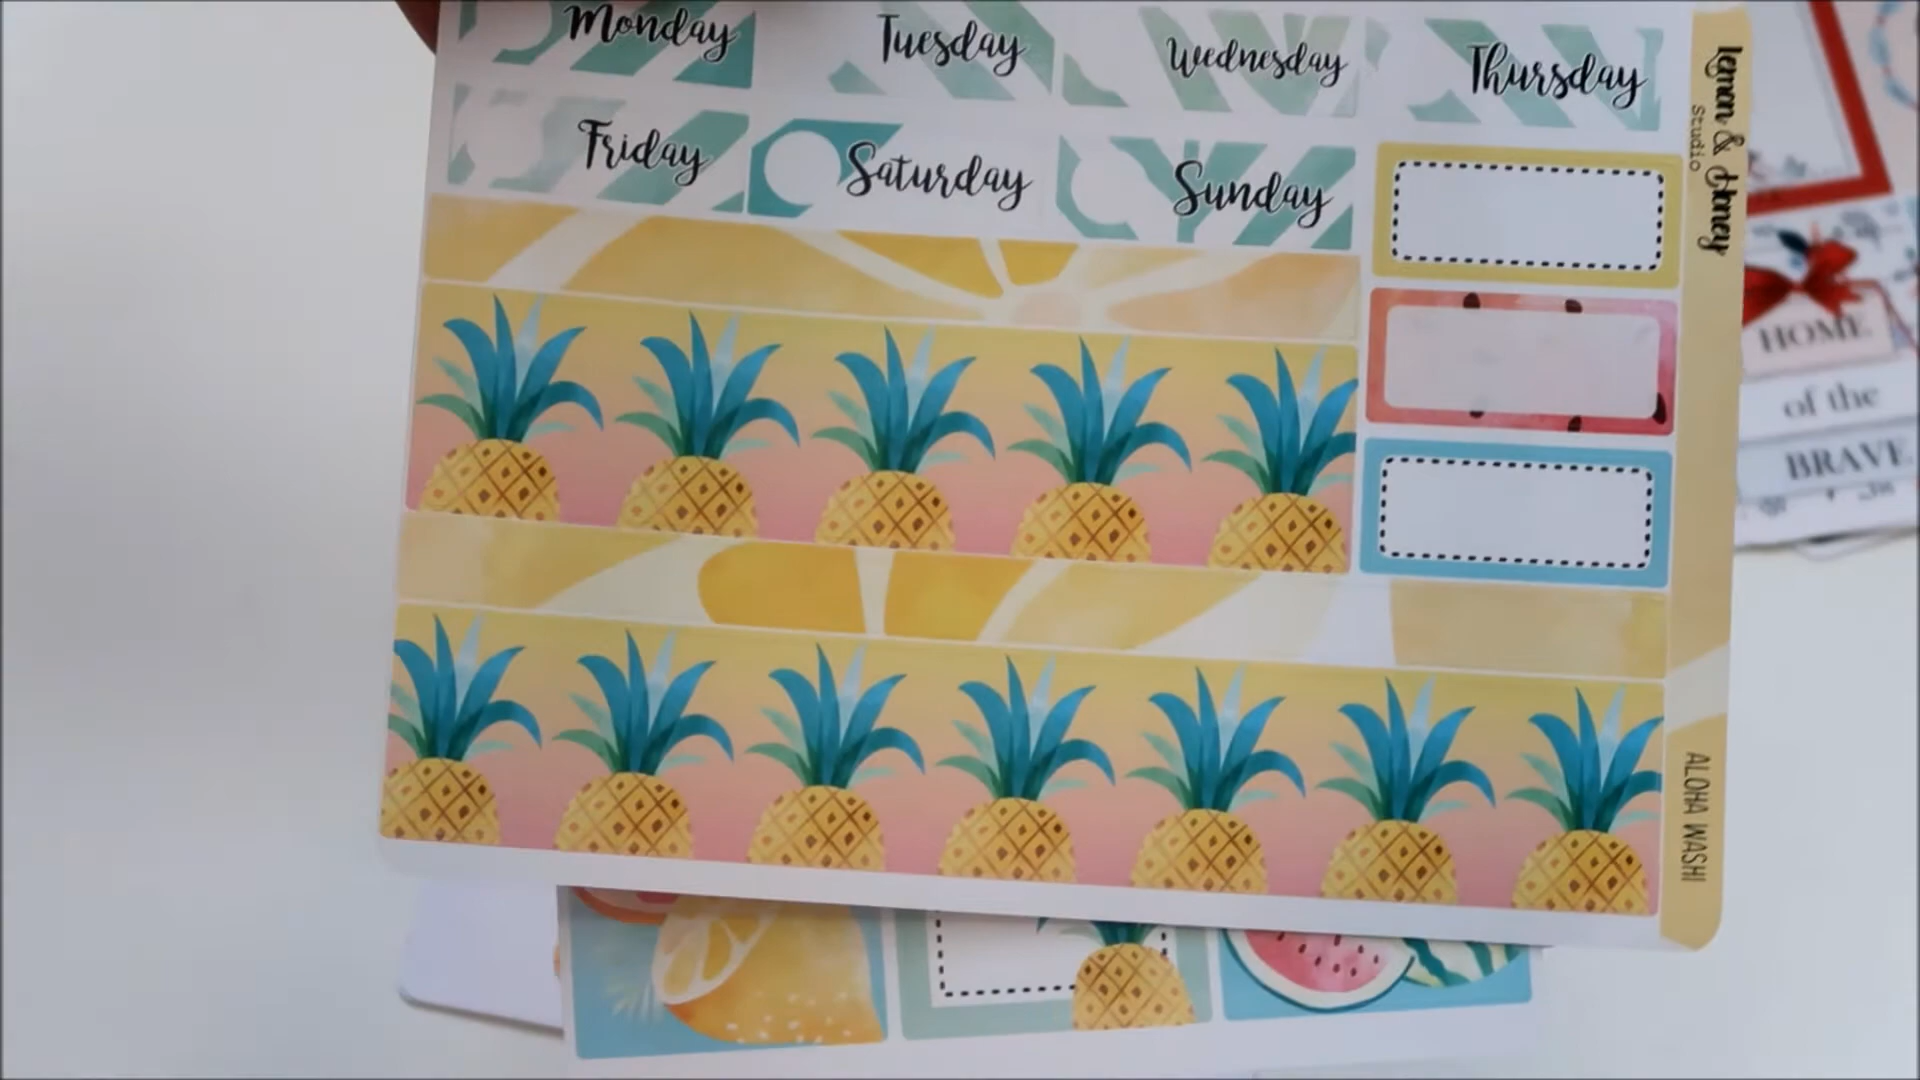 Monday
Tuesday
Wednesday
Thursday
Friday
Saturday
Sunday
Lemon & Honey
studio
ALOHA WASHI
HOME
of the
BRAVE